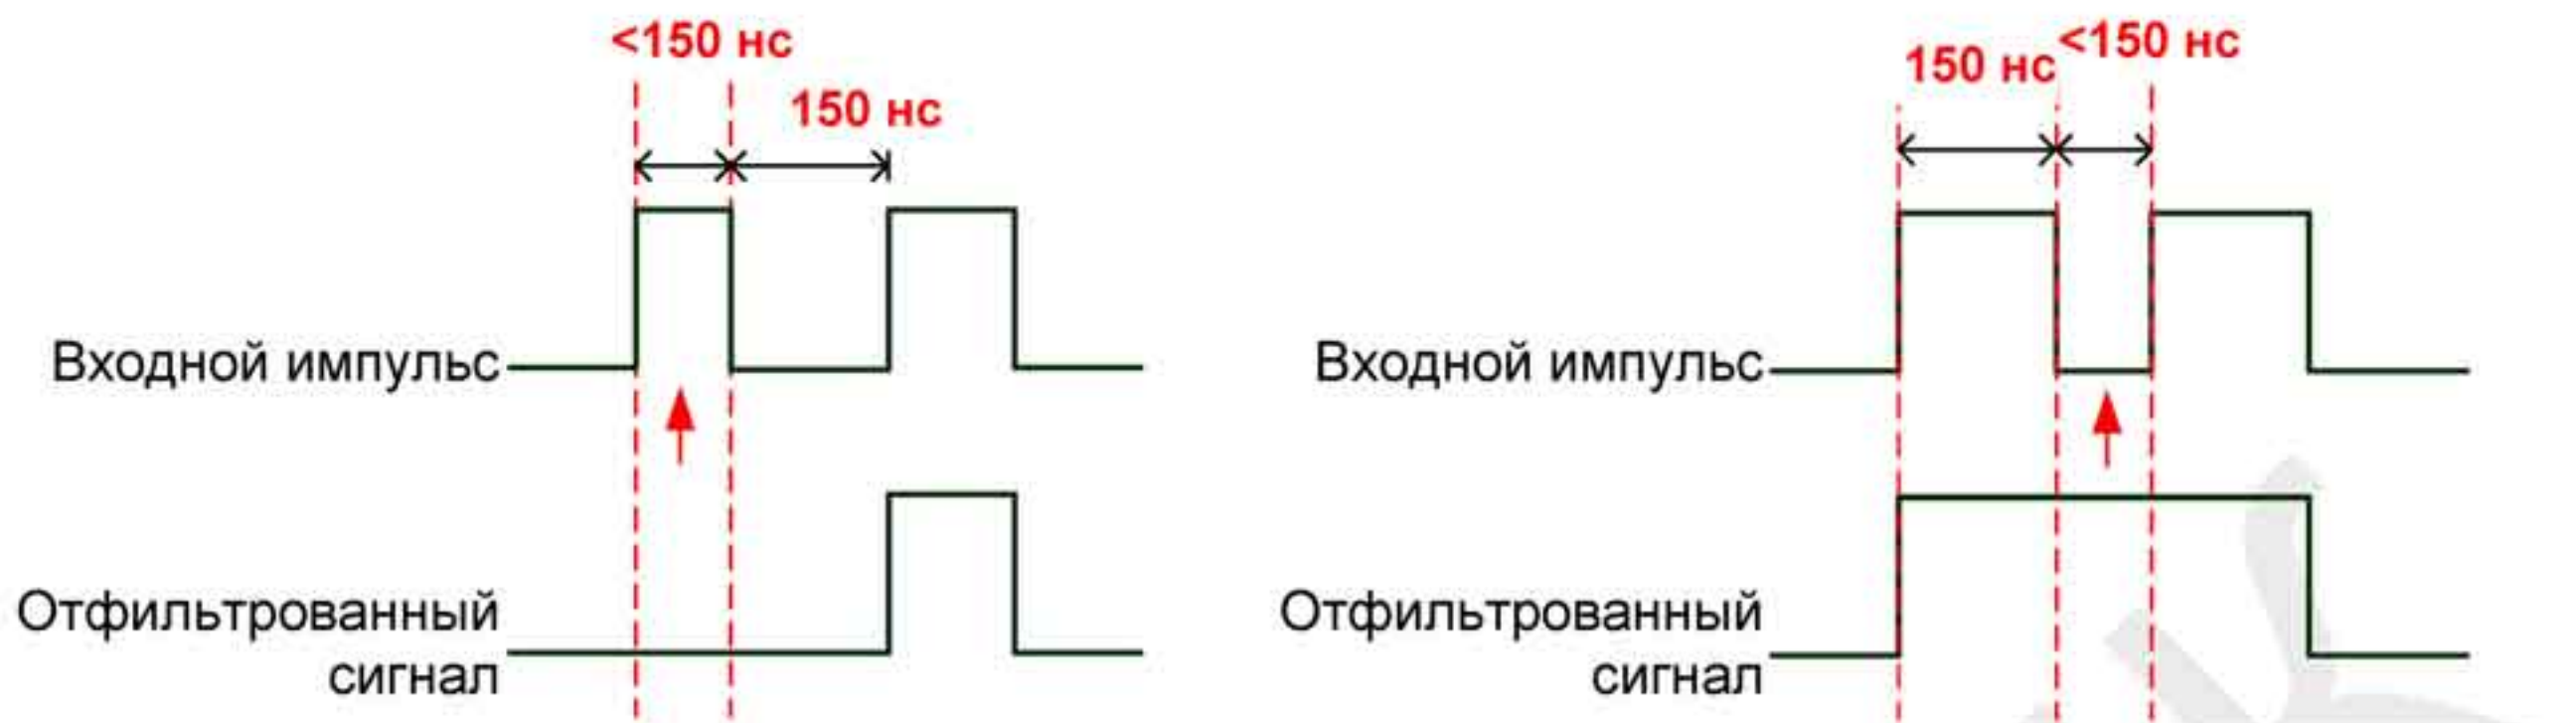 <150 нс
150 нс
Входной импульс
Отфильтрованный
сигнал
150 нс
<150 нс
Входной импульс
Отфильтрованный
сигнал